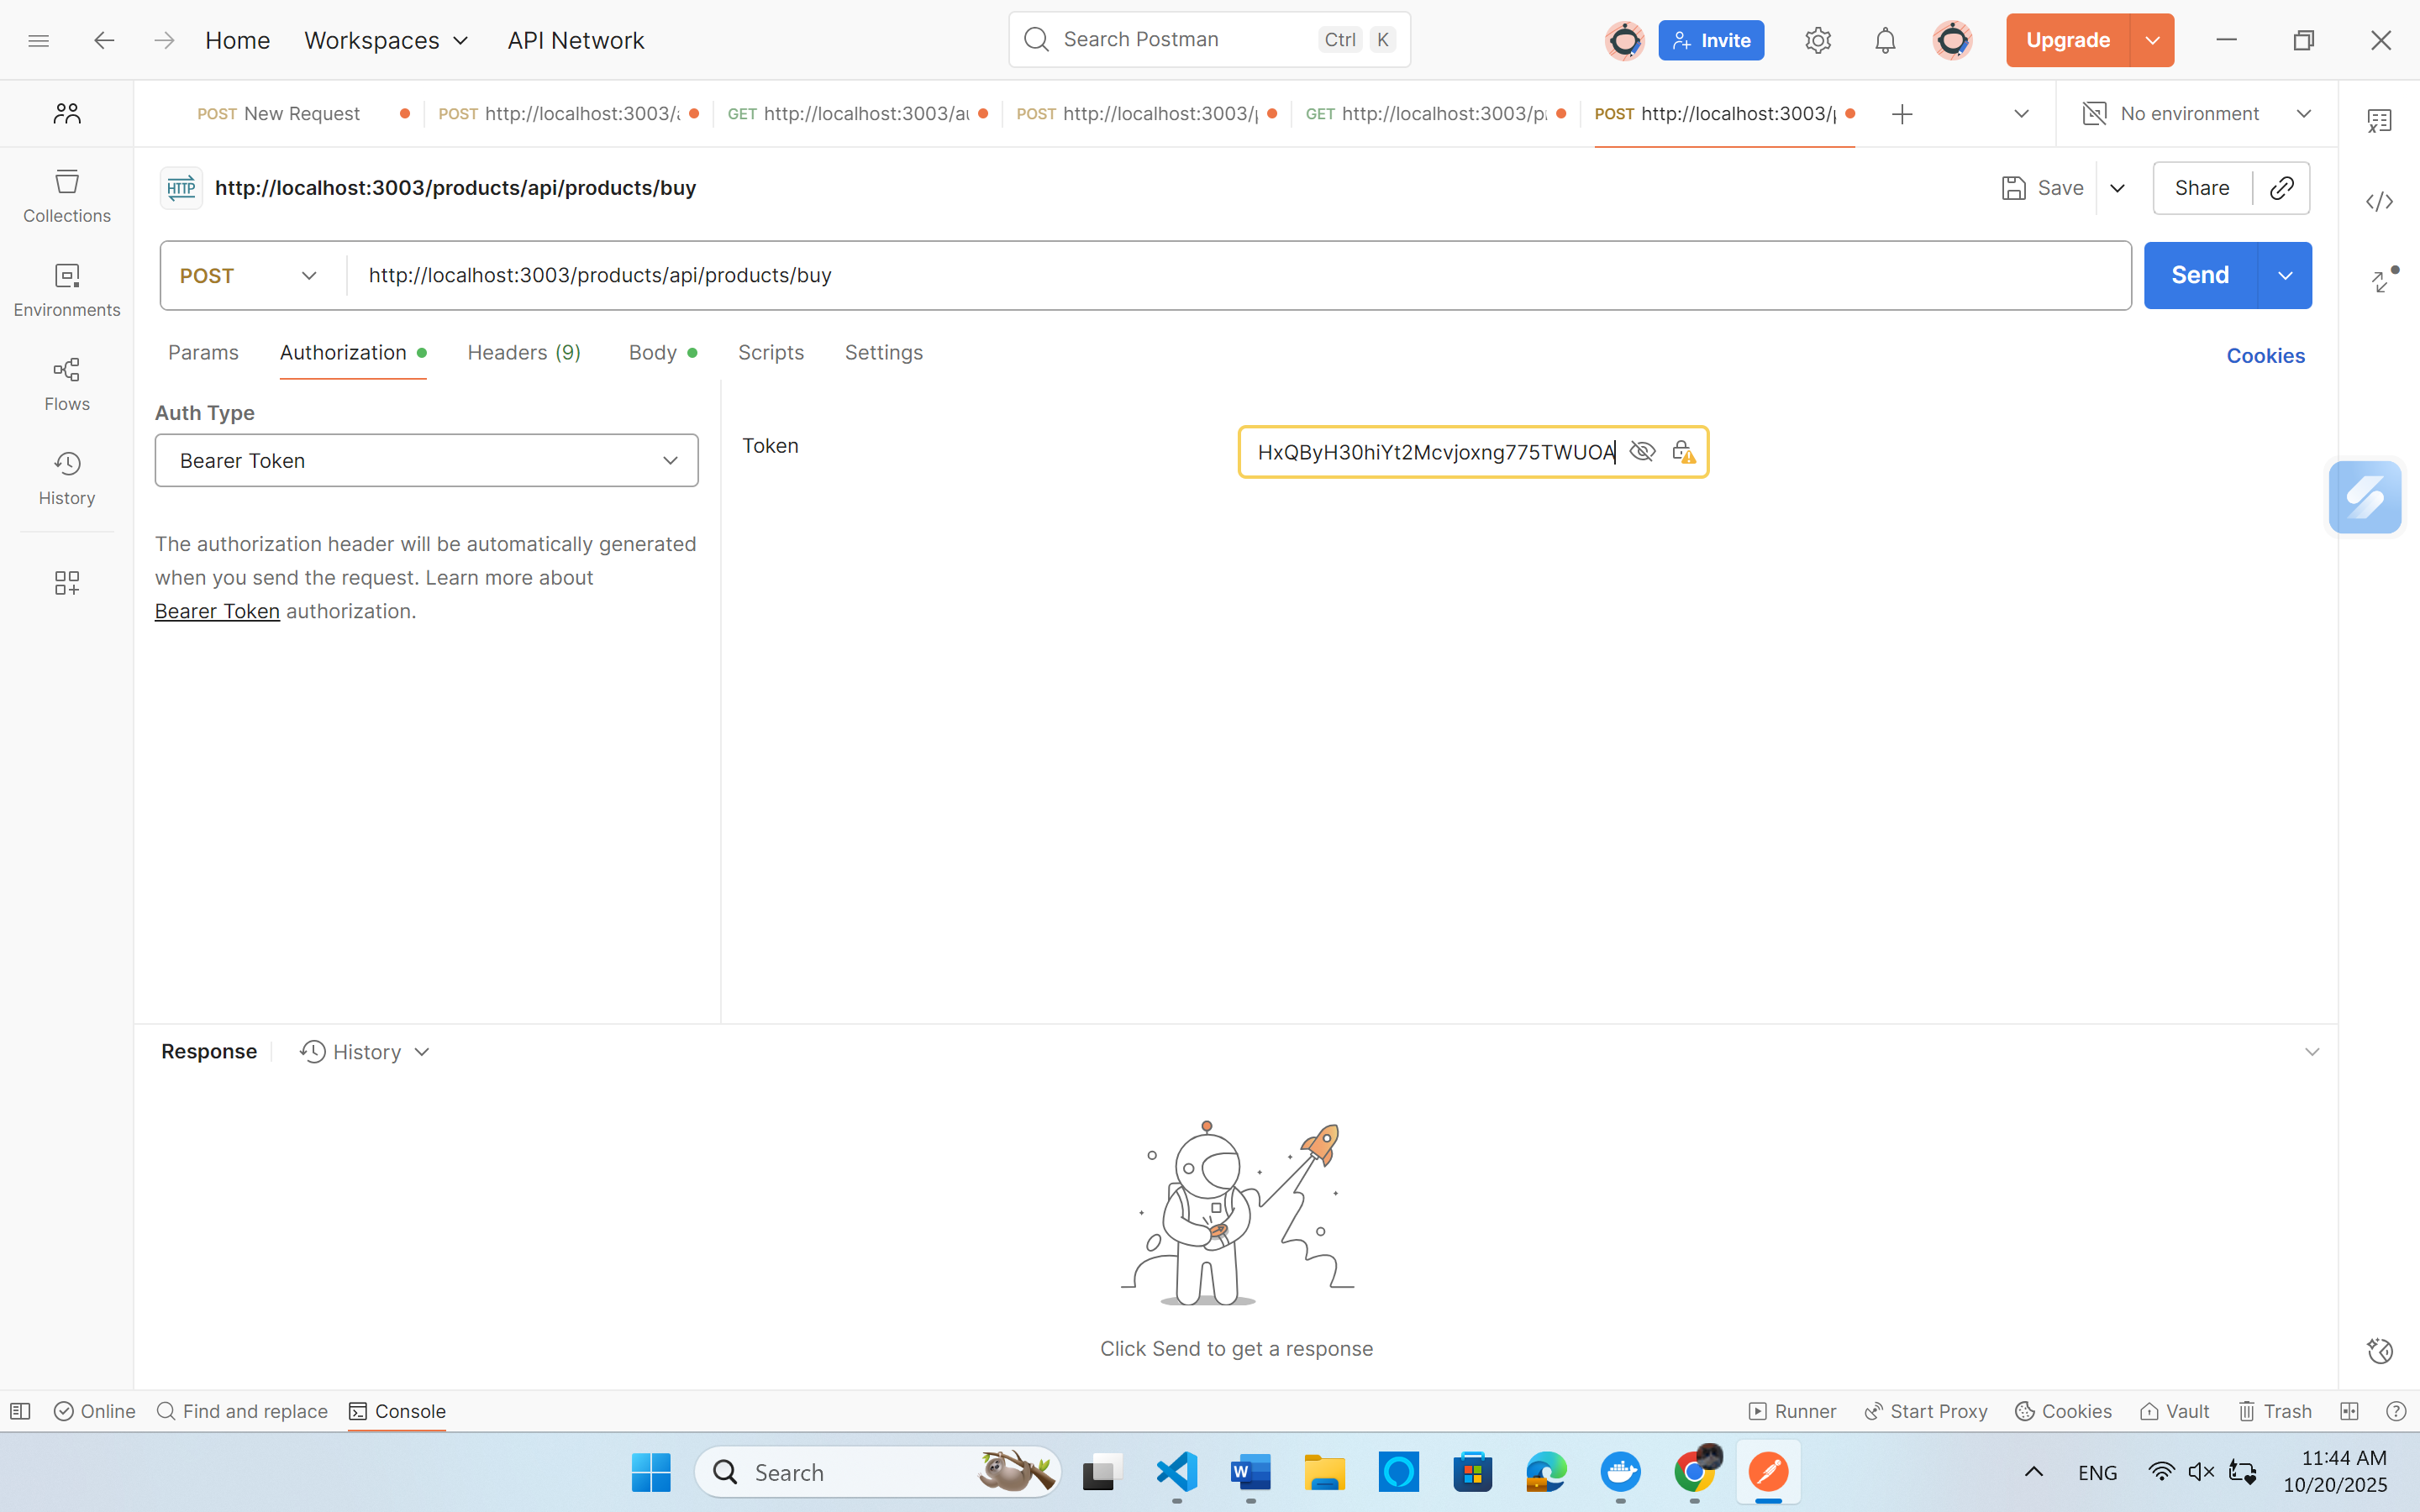 Home
Workspaces
API Network
Search Postman
Ctrl K
Invite
Upgrade
POST New Request
POST http://localhost:3003/
GET http://localhost:3003/au
POST http://localhost:3003/
GET http://localhost:3003/p
POST http://localhost:3003/
No environment
HTTP
http://localhost:3003/products/api/products/buy
Save
Share
POST
http://localhost:3003/products/api/products/buy
Send
Collections
Environments
Flows
History
Params
Authorization
Headers (9)
Body
Scripts
Settings
Cookies
Auth Type
Bearer Token
The authorization header will be automatically generated
when you send the request. Learn more about
Bearer Token authorization.
Token
HxQByH30hiYt2Mcvjoxng775TWUOA
Response
History
Click Send to get a response
Online
Find and replace
Console
Runner
Start Proxy
Cookies
Vault
Trash
Search
W
ENG
11:44 AM
10/20/2025